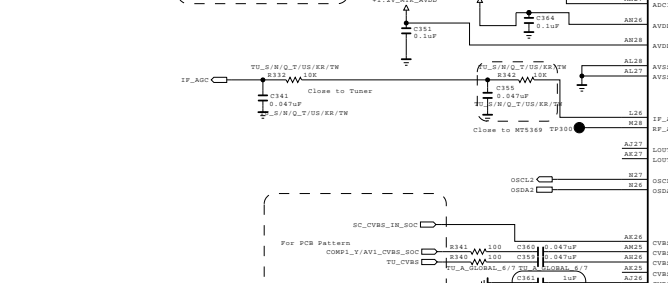 C351
0.1uF
C364
0.1uF
AN26
AN28
TU_S/N/Q_T/US/KR/TW
TU_S/N/Q_T/US/KR/TW
AL28
IF_AGC
R332
10K
R342
10K
AL27
Close to Tuner
C341
0.047uF
C355
0.047uF
TU_S/N/Q_T/US/KR/TW
TU_S/N/Q_T/US/KR/TW
L26
Close to MT5369
TP300
M28
AJ27
AK27
OSCL2
N27
OSDA2
N26
SC_CVBS_IN_SOC
AK26
For PCB Pattern
COMP1_Y/AV1_CVBS_SOC
R341
100
C360
0.047uF
AM25
TU_CVBS
R340
100
C359
0.047uF
TU_A_GLOBAL_6/7
TU_A_GLOBAL_6/7
AK25
C361
1uF
AJ26